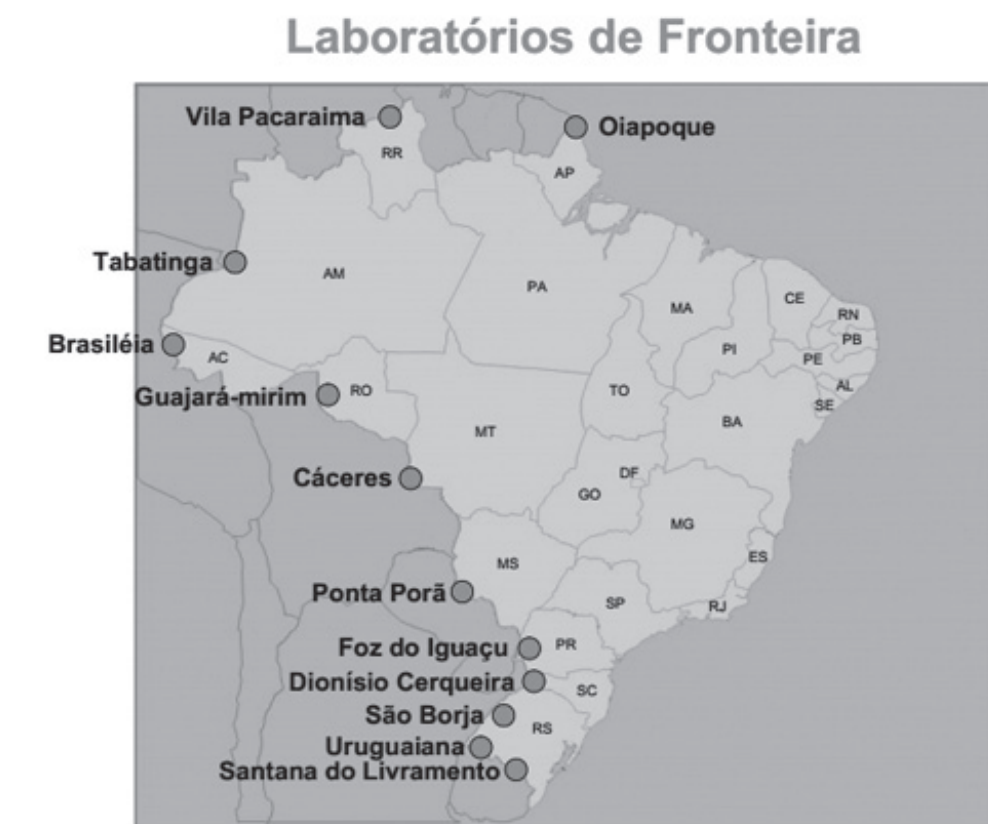 Laboratórios de Fronteira
Vila Pacaraima
Oiapoque
RR
AP
Tabatinga
AM
PA
MA
CE
RN
PB
PI
PE
Brasiléia
AC
AL
SE
Guajará-mirim
RO
TO
BA
MT
Cáceres
DF
GO
MG
ES
MS
Ponta Porã
SP
RJ
Foz do Iguaçu
PR
Dionísio Cerqueira
SC
São Borja
RS
Uruguaiana
Santana do Livramento